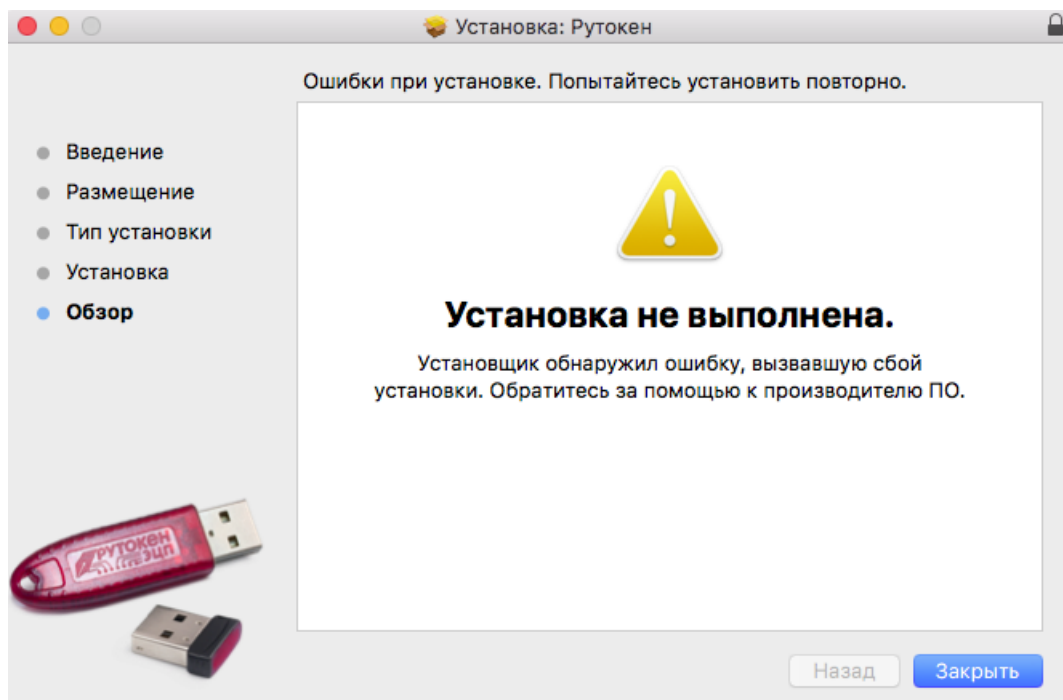 Установка: Рутокен
Ошибки при установке. Попытайтесь установить повторно.
Введение
Размещение
Тип установки
Установка
Обзор
Установка не выполнена.
Установщик обнаружил ошибку, вызвавшую сбой
установки. Обратитесь за помощью к производителю ПО.
РУТОКЕН
ЭЦП
Назад
Закрыть